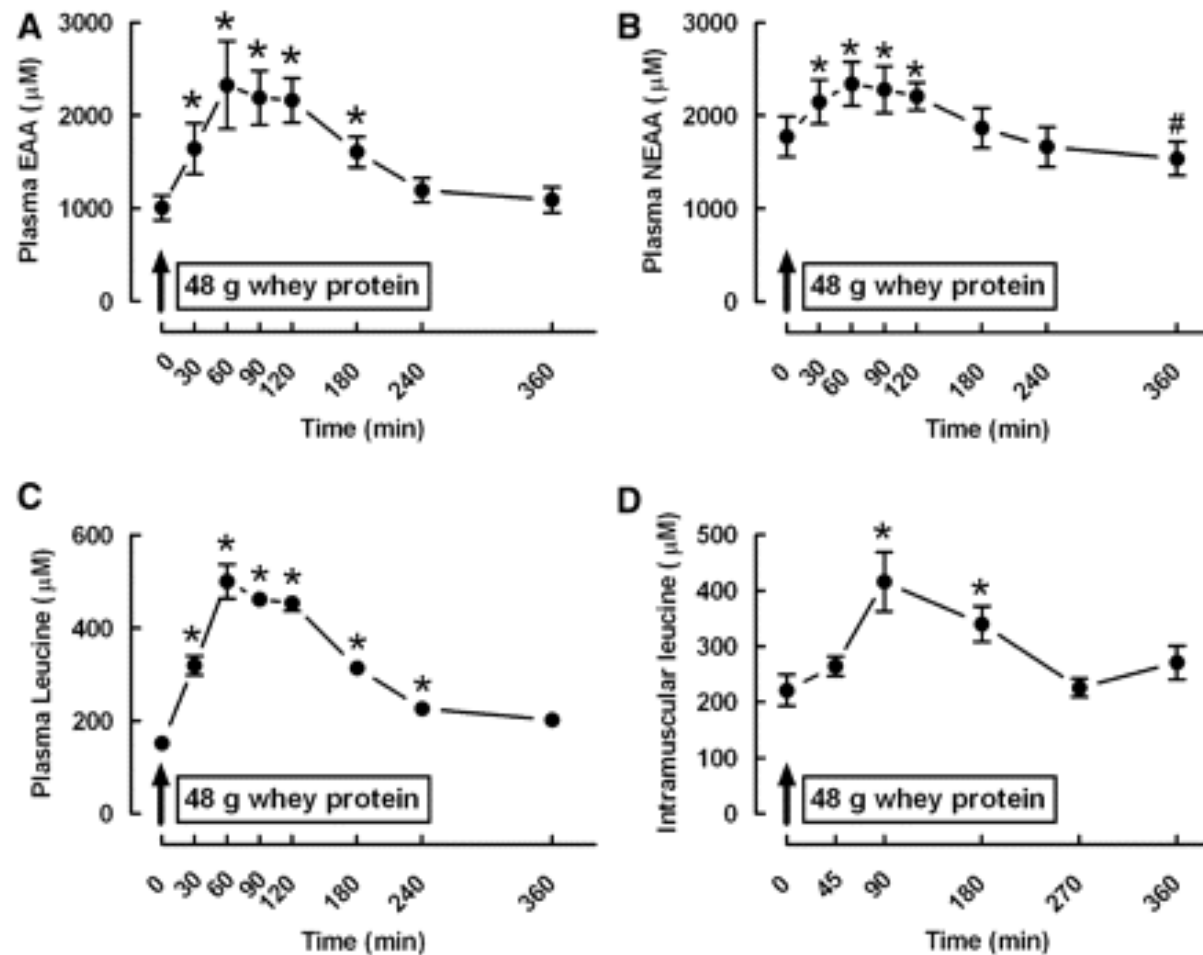 A
Plasma EAA ( μM)
3000
2000
1000
0
* * * * *
48 g whey protein
0 30 60 90 120 180 240 360
Time (min)
B
Plasma NEAA ( μM)
3000
2000
1000
0
* * * * #
48 g whey protein
0 30 60 90 120 180 240 360
Time (min)
C
Plasma Leucine ( μM)
600
400
200
0
* * * * * *
48 g whey protein
0 30 60 90 120 180 240 360
Time (min)
D
Intramuscular leucine ( μM)
500
400
300
200
100
0
* *
48 g whey protein
0 45 90 180 270 360
Time (min)